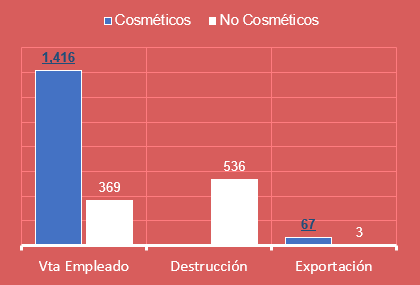 Cosméticos No Cosméticos
1,416
369
536
67
3
Vta Empleado Destrucción Exportación